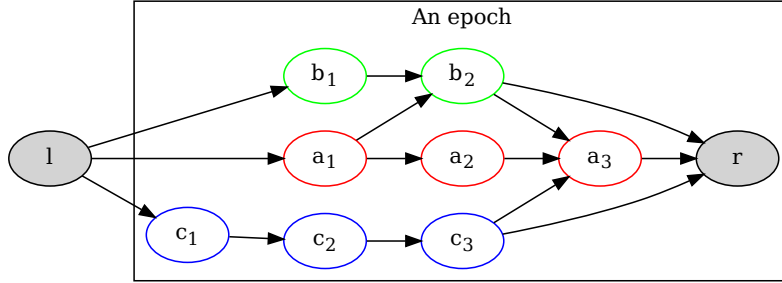 An epoch
b₁ b₂
l a₁ a₂ a₃ r
c₁ c₂ c₃